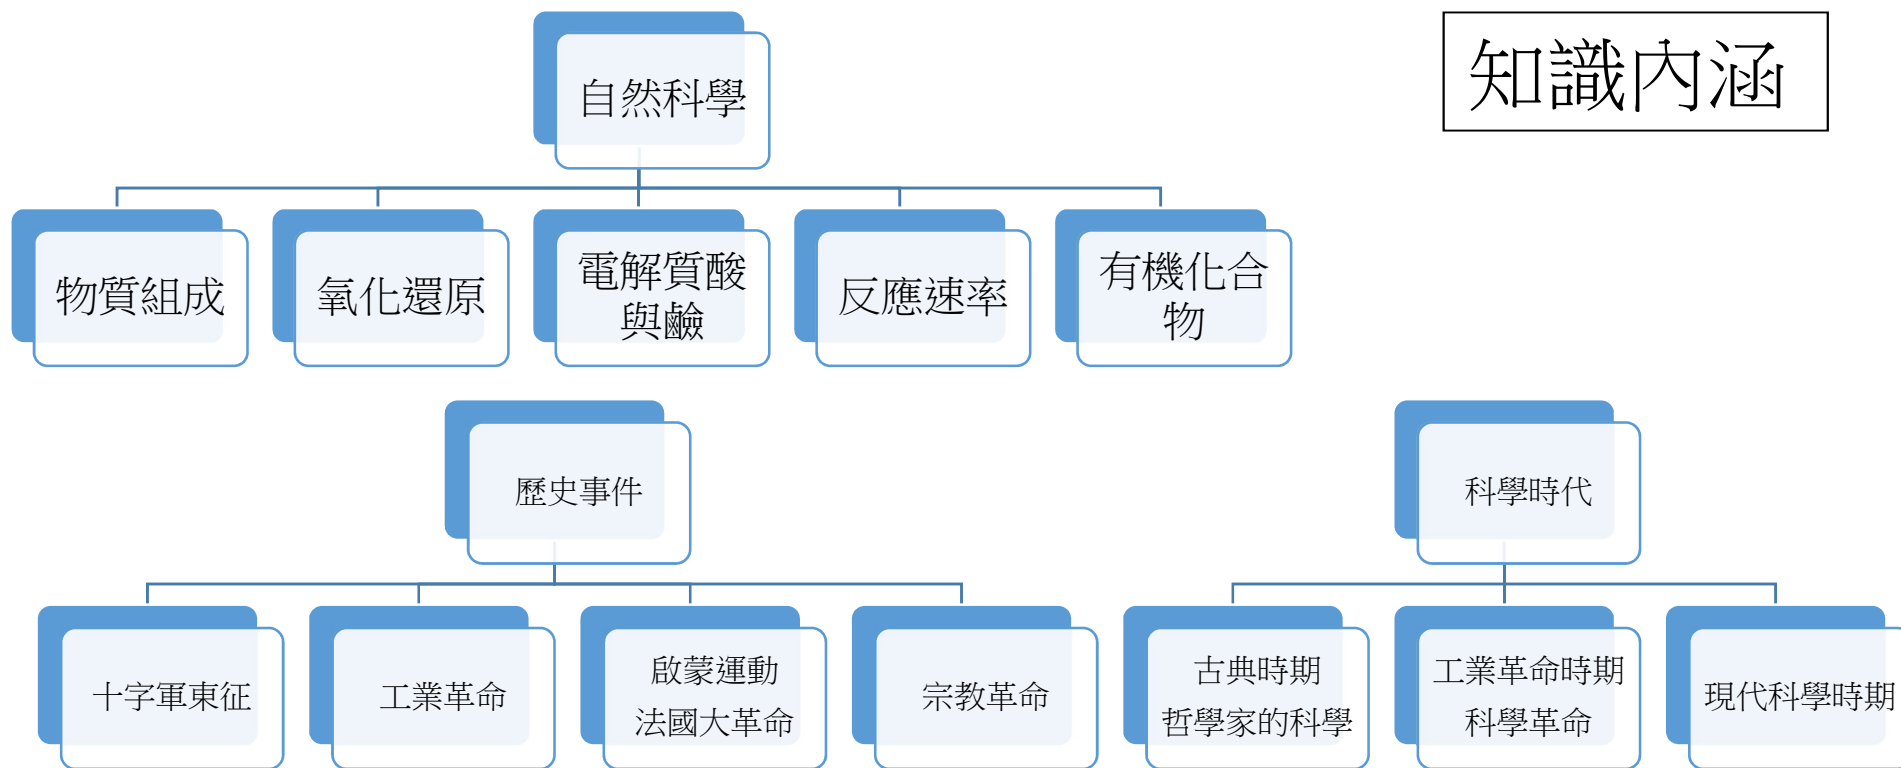 知識內涵
自然科學
物質組成
氧化還原
電解質酸
與鹼
反應速率
有機化合
物
歷史事件
十字軍東征
工業革命
啟蒙運動
法國大革命
宗教革命
科學時代
古典時期
哲學家的科學
工業革命時期
科學革命
現代科學時期